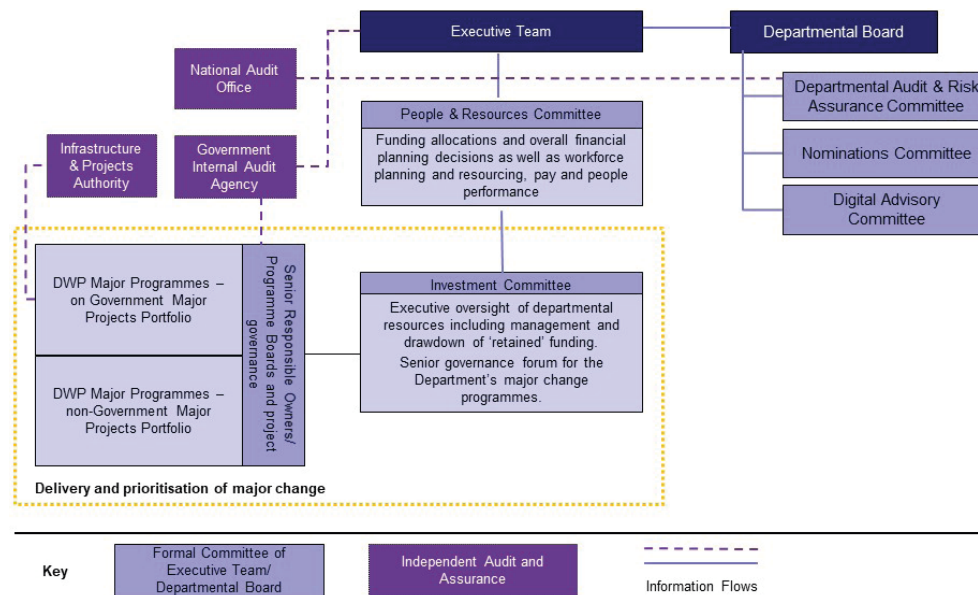 Executive Team
Departmental Board
National Audit
Office
Departmental Audit & Risk
Assurance Committee
People & Resources Committee
Funding allocations and overall financial
planning decisions as well as workforce
planning and resourcing, pay and people
performance
Infrastructure
& Projects
Authority
Government
Internal Audit
Agency
Nominations Committee
Digital Advisory
Committee
DWP Major Programmes –
on Government Major
Projects Portfolio
DWP Major Programmes –
non-Government Major
Projects Portfolio
Senior Responsible Owners/
Programme Boards and project
governance
Investment Committee
Executive oversight of departmental
resources including management and
drawdown of ‘retained’ funding.
Senior governance forum for the
Department’s major change
programmes.
Delivery and prioritisation of major change
Key
Formal Committee of
Executive Team/
Departmental Board
Independent Audit and
Assurance
Information Flows